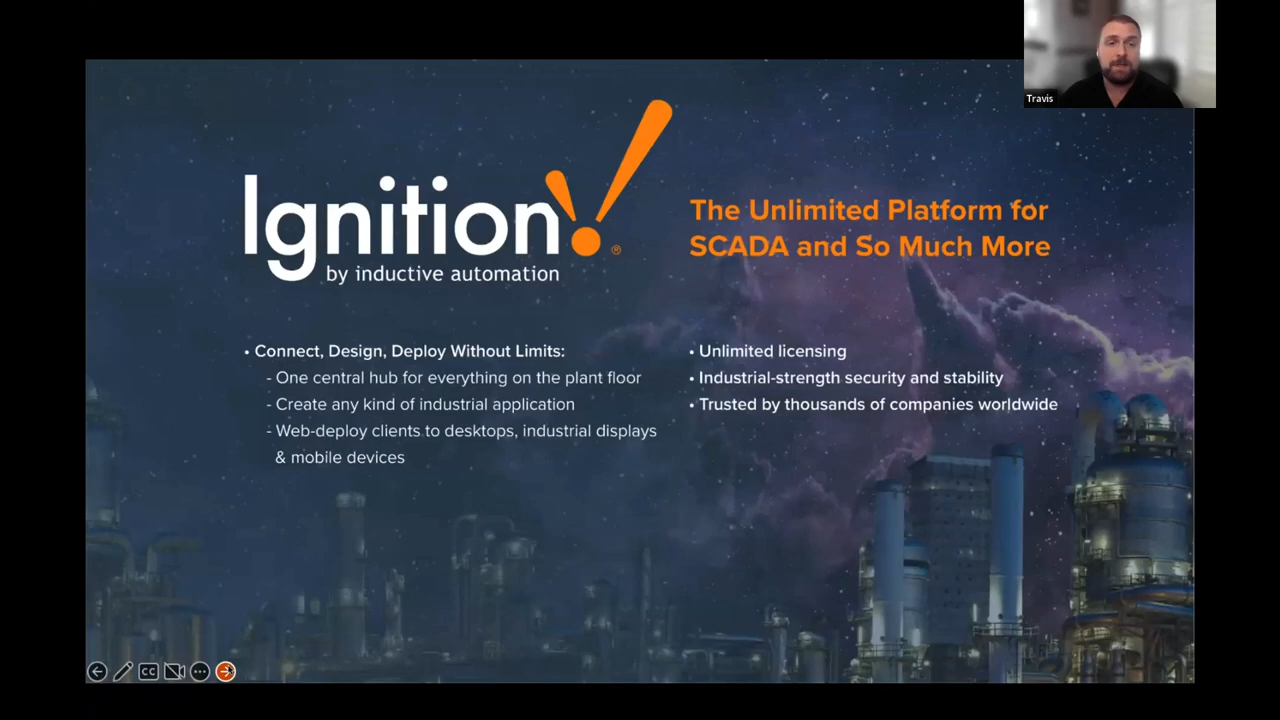 Travis
Ignition!®
by inductive automation
The Unlimited Platform for
SCADA and So Much More
• Connect, Design, Deploy Without Limits:
- One central hub for everything on the plant floor
- Create any kind of industrial application
- Web-deploy clients to desktops, industrial displays
& mobile devices
• Unlimited licensing
• Industrial-strength security and stability
• Trusted by thousands of companies worldwide
CC